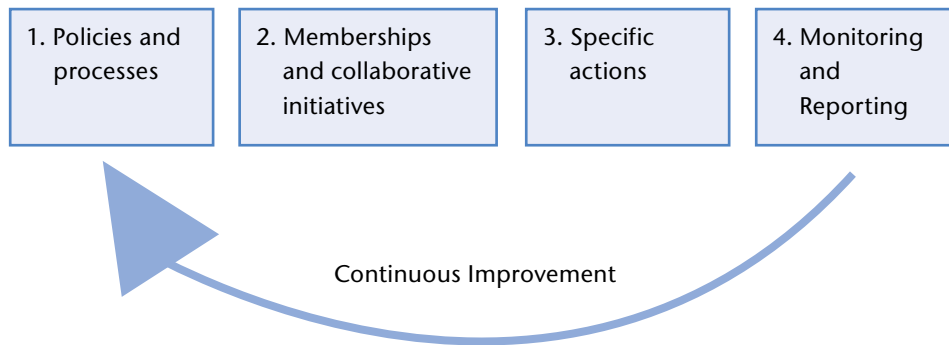 1. Policies and
processes
2. Memberships
and collaborative
initiatives
3. Specific
actions
4. Monitoring
and
Reporting
Continuous Improvement